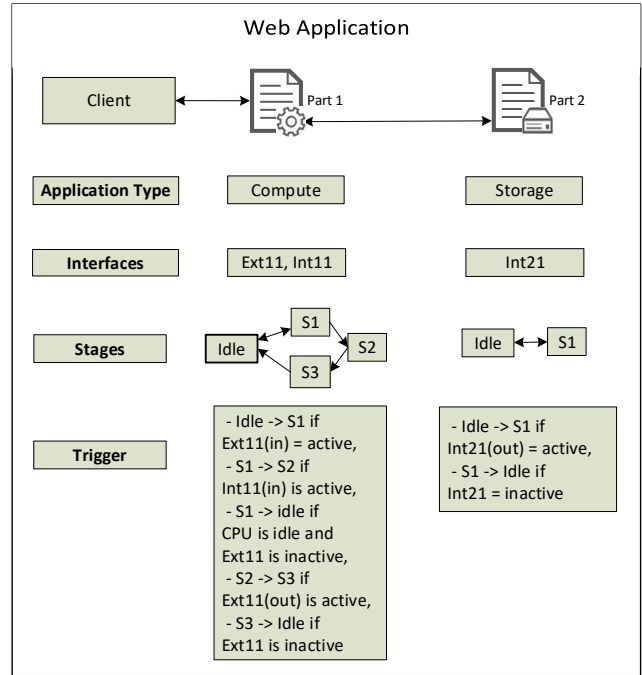 Web Application
Client
Part 1
Part 2
Application Type
Compute
Storage
Interfaces
Ext11, Int11
Int21
Stages
Idle
S1
S2
S3
Idle
S1
Trigger
- Idle -> S1 if
Ext11(in) = active,
- S1 -> S2 if
Int11(in) is active,
- S1 -> idle if
CPU is idle and
Ext11 is inactive,
- S2 -> S3 if
Ext11(out) is active,
- S3 -> Idle if
Ext11 is inactive
- Idle -> S1 if
Int21(out) = active,
- S1 -> Idle if
Int21 = inactive